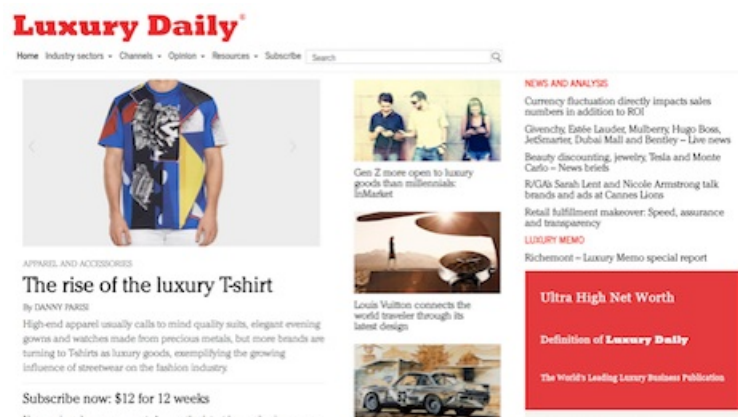 Luxury Daily®
Home Industry sectors Channels Opinion Resources Subscribe Search
APPAREL AND ACCESSORIES
The rise of the luxury T-shirt
By DANNY PARISI
High-end apparel usually calls to mind quality suits, elegant evening
gowns and watches made from precious metals, but more brands are
turning to T-shirts as luxury goods, exemplifying the growing
influence of streetwear on the fashion industry.
Subscribe now: $12 for 12 weeks
Gen Z more open to luxury
goods than millennials:
InMarket
Louis Vuitton connects the
world traveler through its
latest design
NEWS AND ANALYSIS
Currency fluctuation directly impacts sales
numbers in addition to ROI
Givenchy, Estée Lauder, Mulberry, Hugo Boss,
JetSmarter, Dubai Mall and Bentley – Live news
Beauty discounting, jewelry, Tesla and Monte
Carlo – News briefs
R/GA's Sarah Lent and Nicole Armstrong talk
brands and ads at Cannes Lions
Retail fulfillment makeover: Speed, assurance
and transparency
LUXURY MEMO
Richemont – Luxury Memo special report
Ultra High Net Worth
Definition of Luxury Daily
The World's Leading Luxury Business Publication